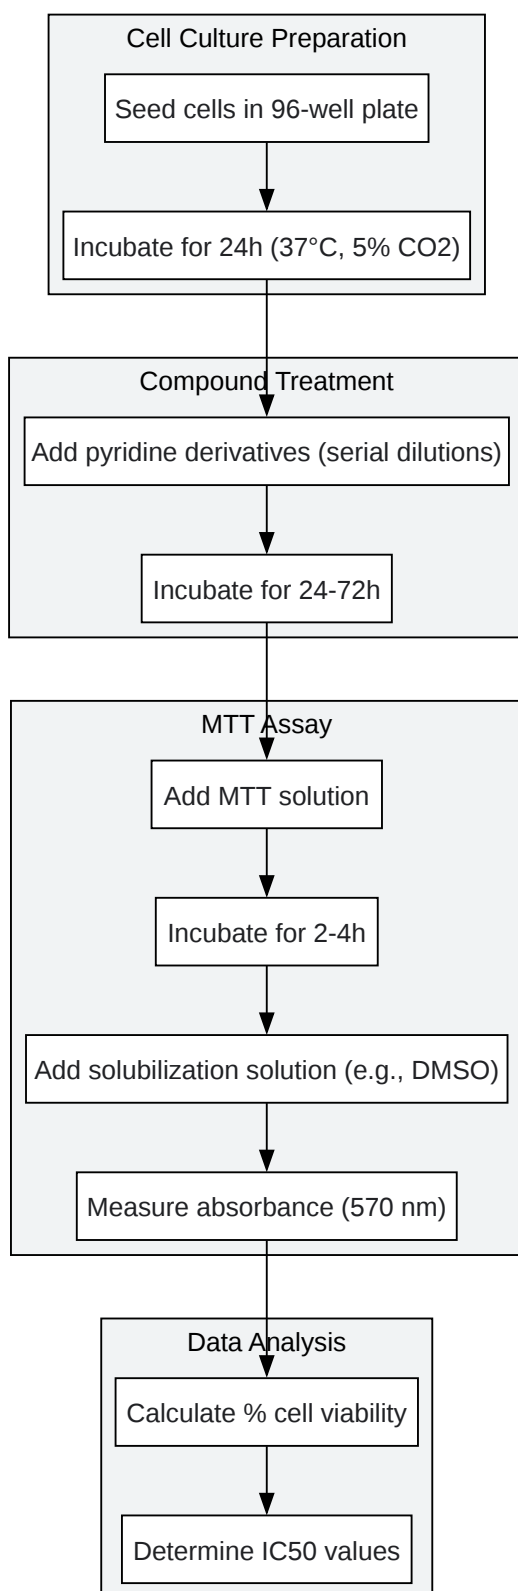 Cell Culture Preparation
Seed cells in 96-well plate
Incubate for 24h (37°C, 5% CO2)
Compound Treatment
Add pyridine derivatives (serial dilutions)
Incubate for 24-72h
MTT Assay
Add MTT solution
Incubate for 2-4h
Add solubilization solution (e.g., DMSO)
Measure absorbance (570 nm)
Data Analysis
Calculate % cell viability
Determine IC50 values